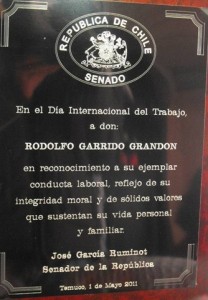 REPUBLICA DE CHILE
SENADO
En el Día Internacional del Trabajo,
a don:
RODOLFO GARRIDO GRANDON
en reconocimiento a su ejemplar
conducta laboral, reflejo de su
integridad moral y de sólidos valores
que sustentan su vida personal
y familiar.
José García Huminot
Senador de la República
Temuco, 1 de Mayo 2011